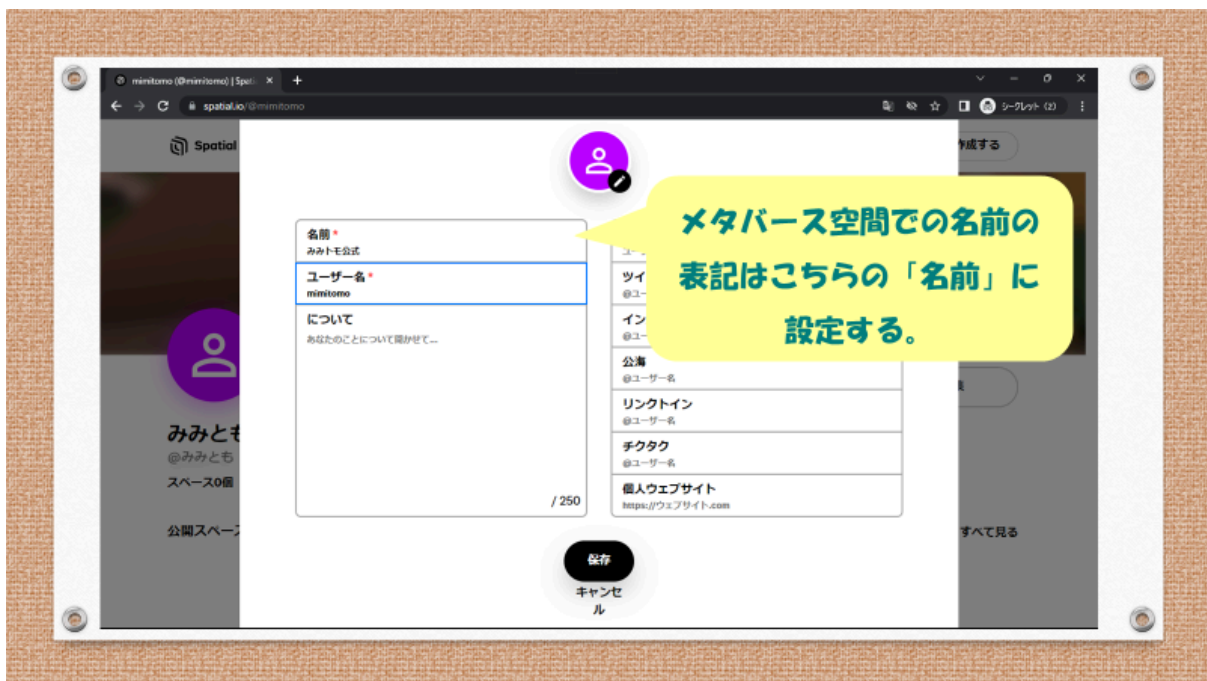 mimitomo (@mimitomo) | Spati
spatial.io/@mimitomo
シークレット (2)
Spatial
作成する
メタバース空間での名前の
表記はこちらの「名前」に
設定する。
名前 *
みみトモ公式
ユーザー名 *
mimitomo
について
あなたのことについて聞かせて...
/ 250
ツイ
@ユー
イン
@ユー
公海
@ユーザー名
リンクトイン
@ユーザー名
チクタク
@ユーザー名
個人ウェブサイト
https://ウェブサイト.com
みみとも
@みみとも
スペース0個
公開スペース
すべて見る
保存
キャンセ
ル